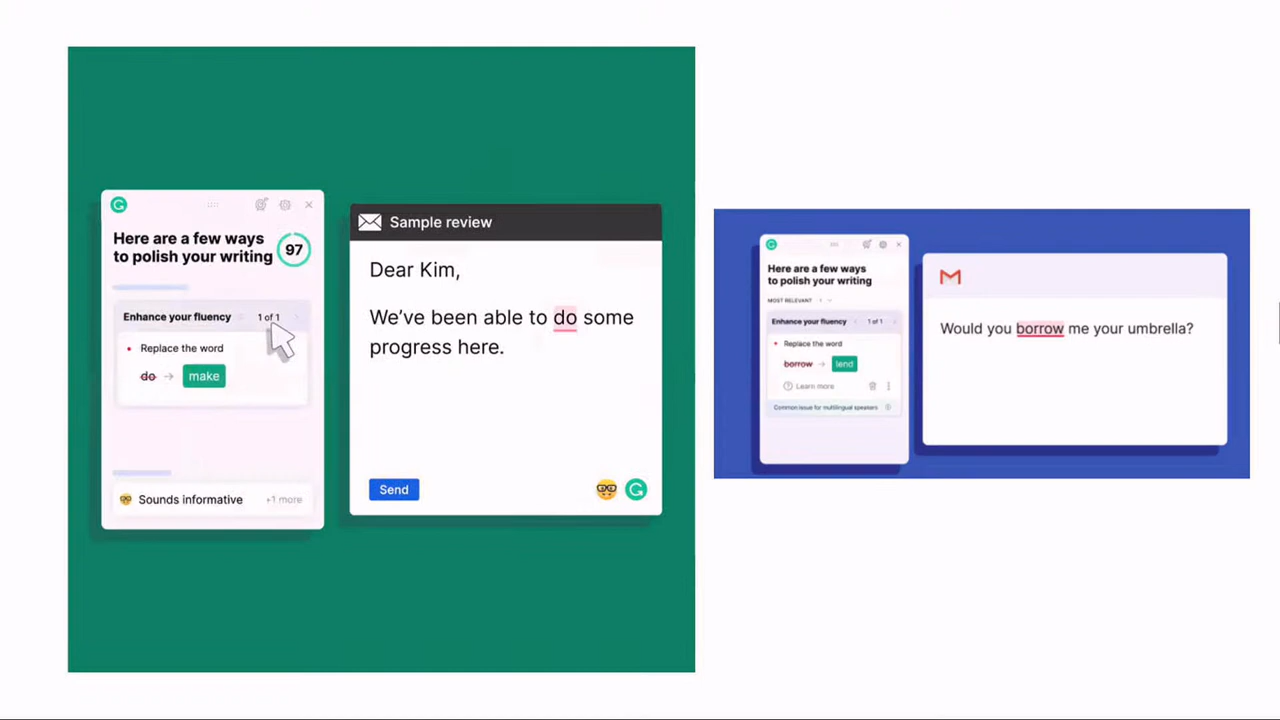 Here are a few ways
to polish your writing
97
Enhance your fluency
1 of 1
Replace the word
do → make
Sounds informative
+1 more
Sample review
Dear Kim,
We've been able to do some
progress here.
Send
Here are a few ways
to polish your writing
MOST RELEVANT
Enhance your fluency
1 of 1
Replace the word
borrow → lend
Learn more
Common issue for multilingual speakers
Would you borrow me your umbrella?